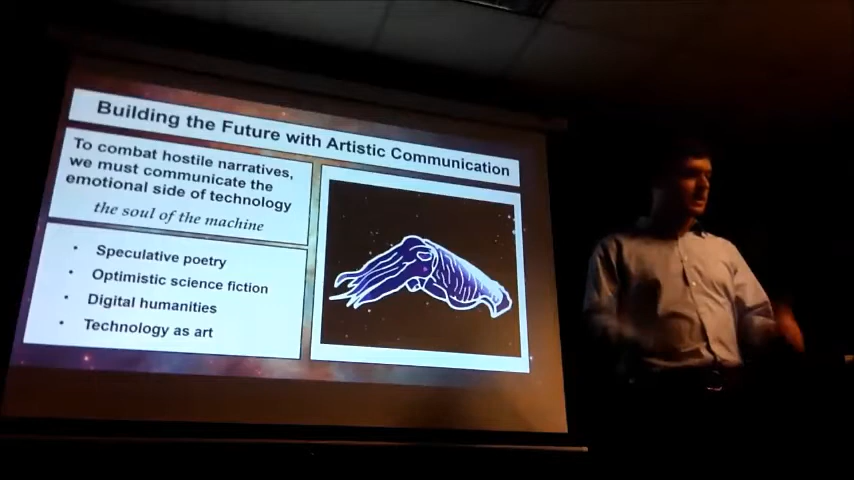 Building the Future with Artistic Communication
To combat hostile narratives,
we must communicate the
emotional side of technology
the soul of the machine
• Speculative poetry
• Optimistic science fiction
• Digital humanities
• Technology as art